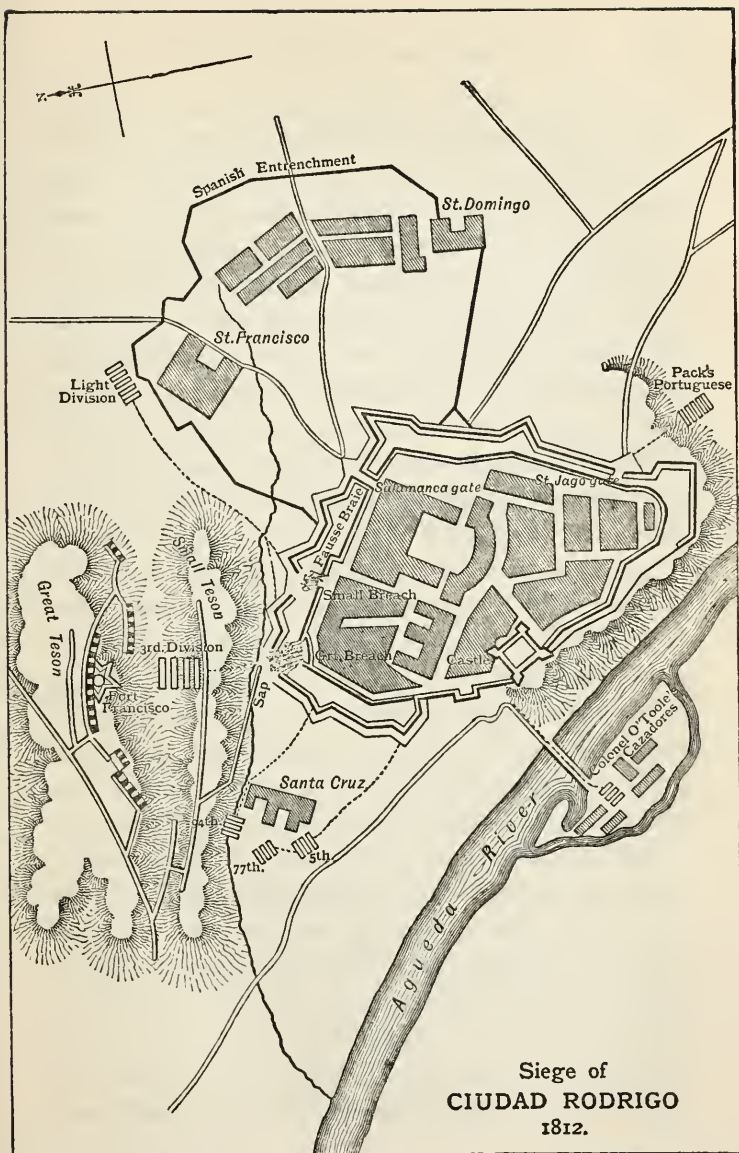 N.
Spanish Entrenchment
St. Domingo
St. Francisco
Light
Division
Pack's
Portuguese
Salamanca gate
St. Jago gate
Fausse Braie
Small Teson
Great Teson
Small Breach
3rd. Division
Grt. Breach
Castle
Fort
Francisco
Sap
Colonel O'Toole's
Cazadores
Santa Cruz
94th.
77th.
5th.
Agueda River
Siege of
CIUDAD RODRIGO
1812.